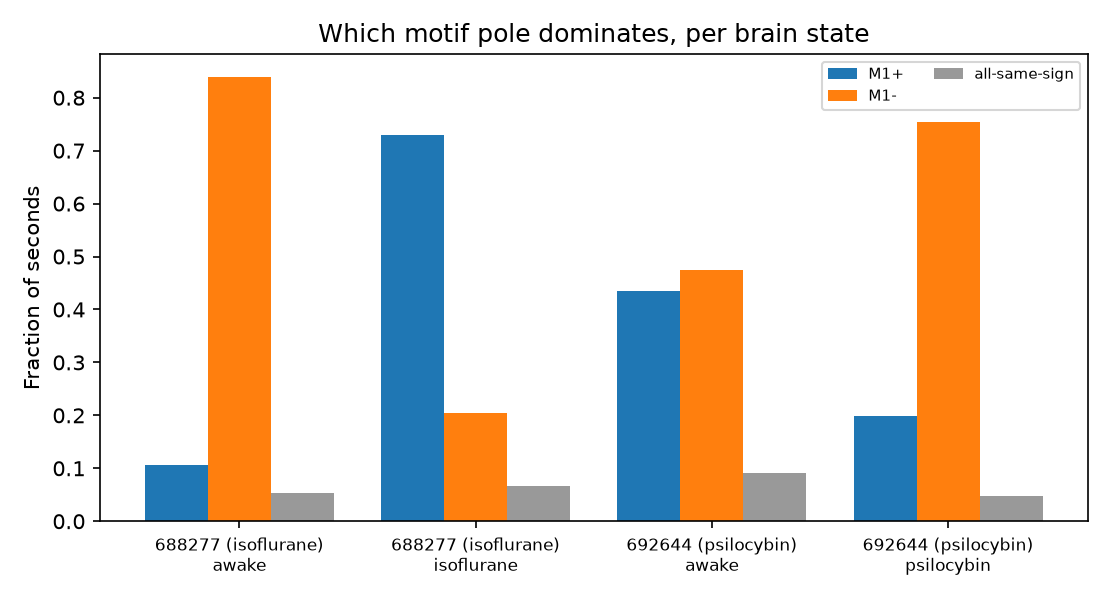 Which motif pole dominates, per brain state
M1+
M1-
all-same-sign
Fraction of seconds
0.8
0.7
0.6
0.5
0.4
0.3
0.2
0.1
0.0
688277 (isoflurane)
awake
688277 (isoflurane)
isoflurane
692644 (psilocybin)
awake
692644 (psilocybin)
psilocybin